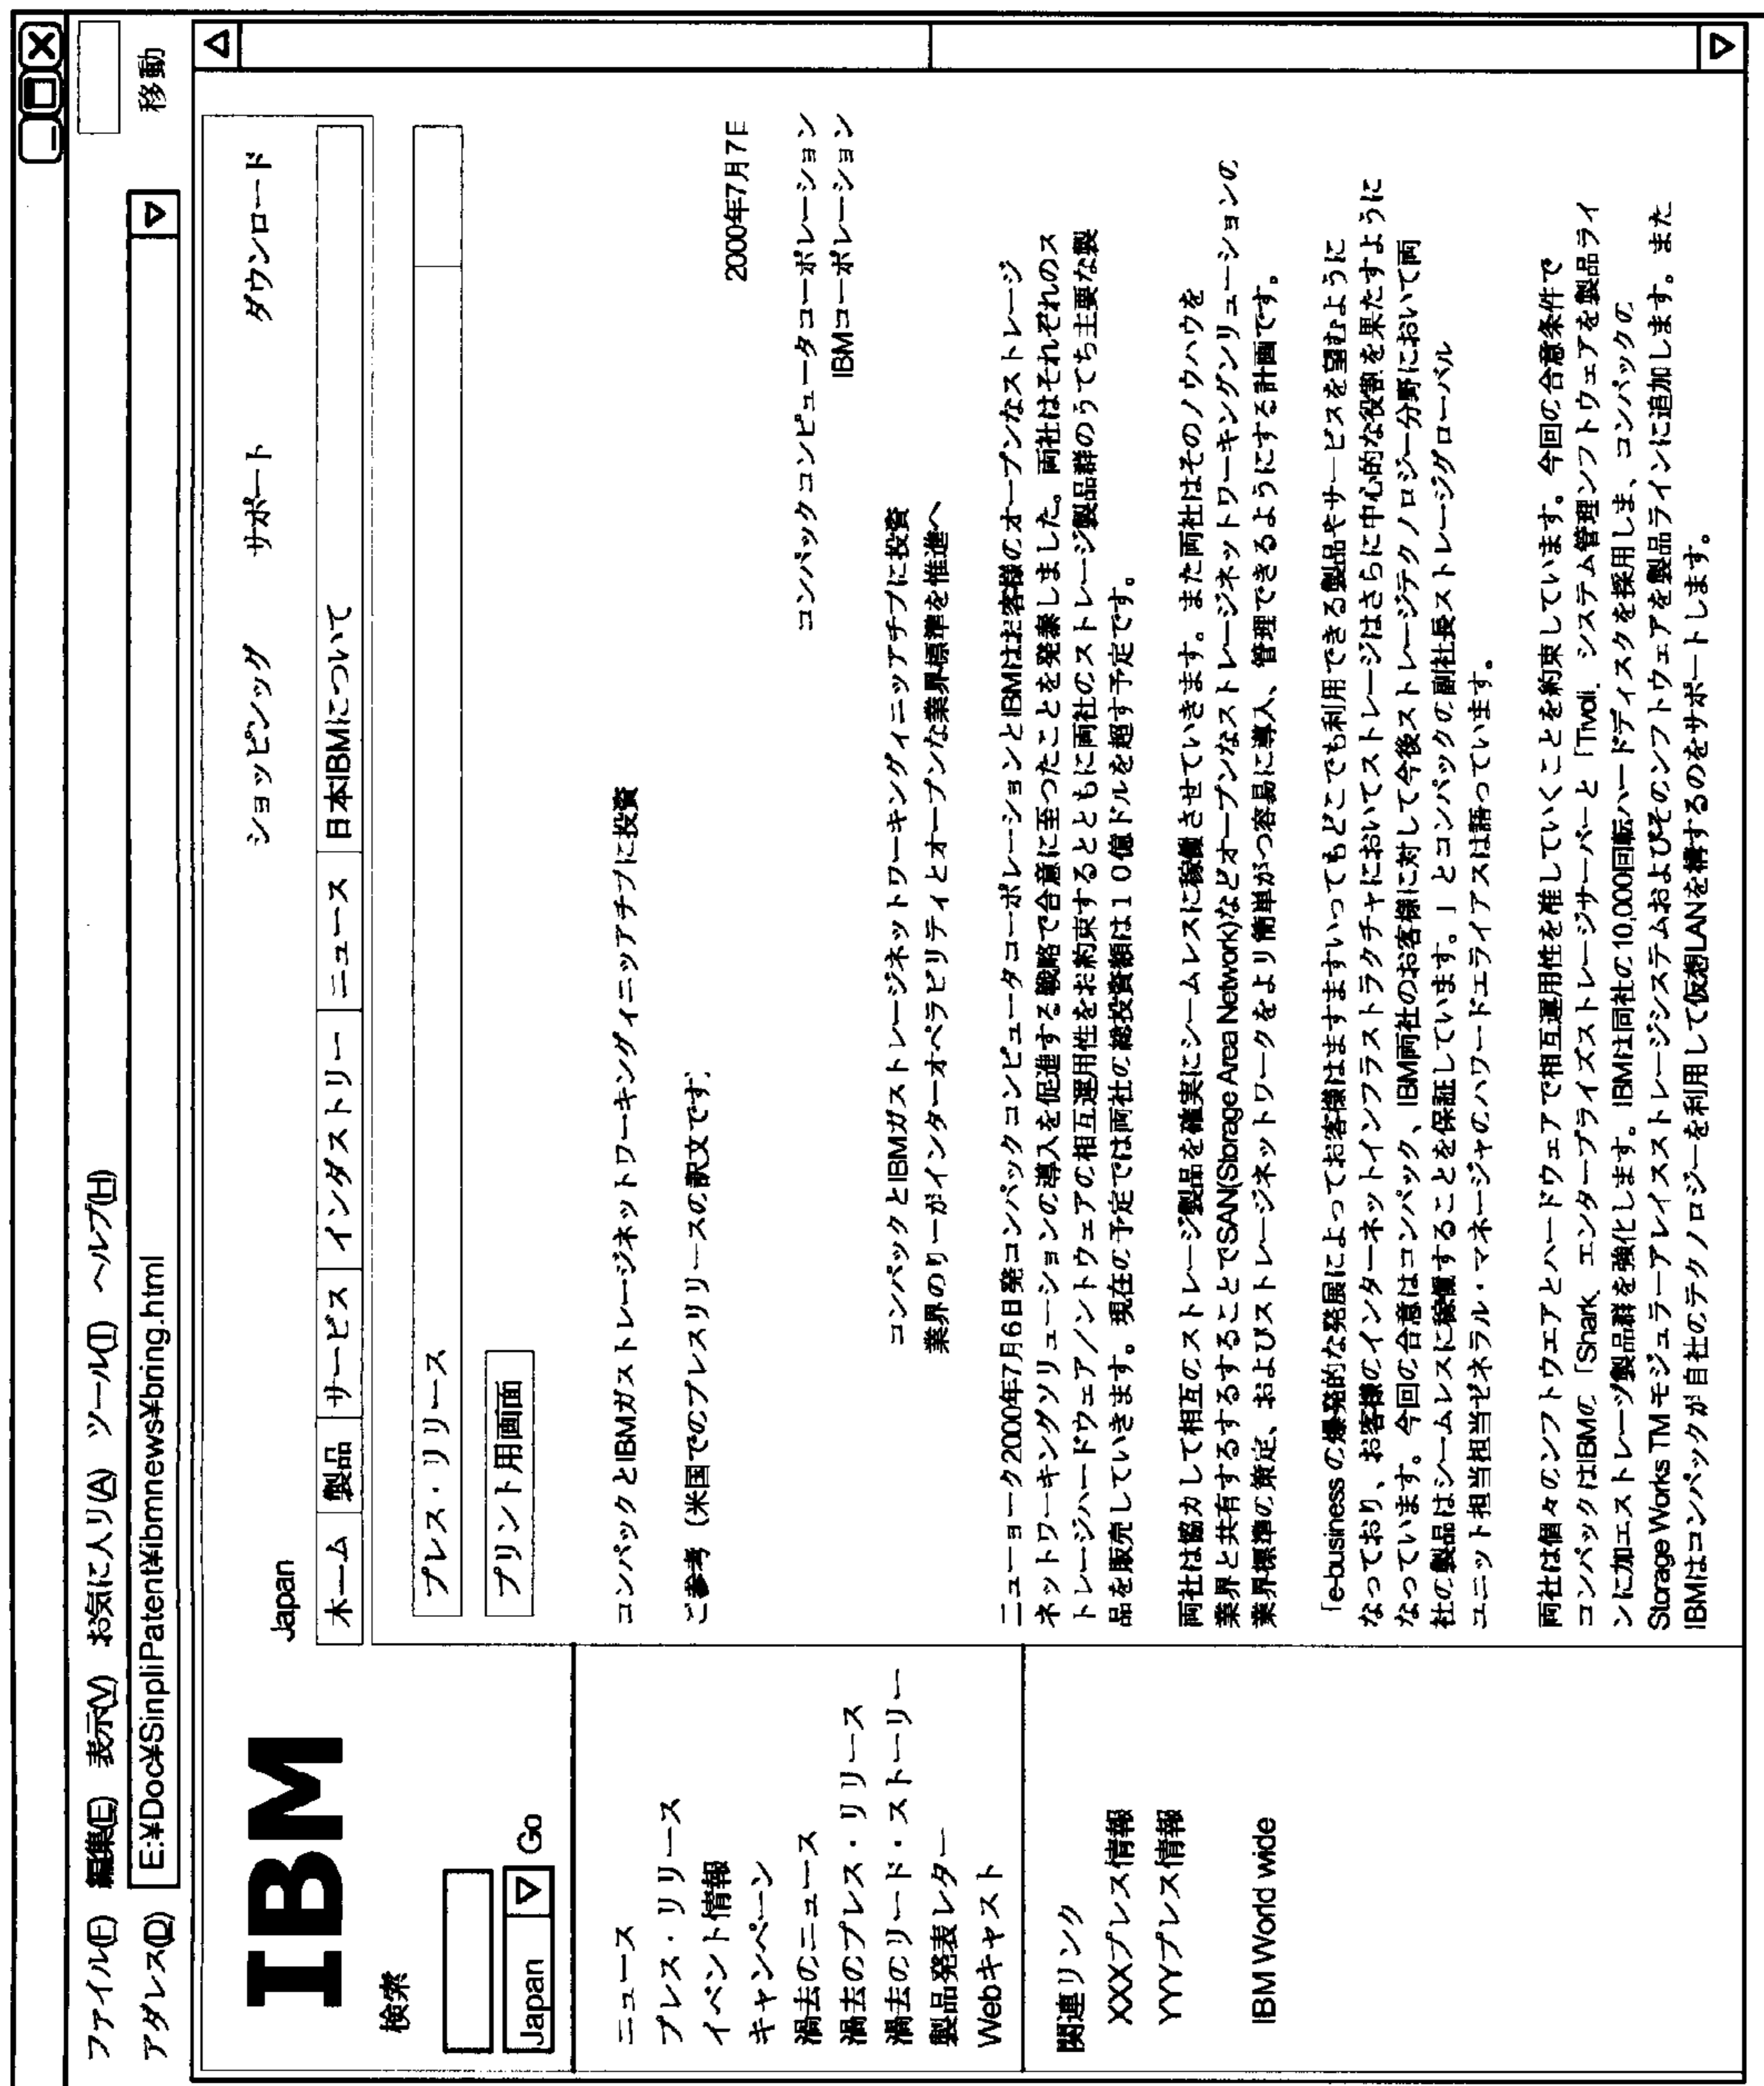 ファイル(F) 編集(E) 表示(V) お気に入リ(A) ツール(T) ヘルプ(H)
アダレス(D) E:¥Doc¥SinpliPatent¥ibmnews¥bring.html 移動
IBM
Japan
ショッピンッグ サポート ダウンロード
木ーム 製品 サービス インダストリー ニュース 日本IBMについて
検索
Japan Go
プレス・リリース
プリント用画面
ニュース
プレス・リリース
イベント情報
キャンペーン
渦去のニュース
渦去のプレス・リリース
渦去のリード・ストーリー
製品発表レター
Webキャスト
関連リンク
XXXプレス情報
YYYプレス情報
IBM World wide
コンパックとIBMガストレージネットワーキングィニッアチブに投資
ご参考（米国でのプレスリリースの訳文です.
2000年7月7E
コンパックコンピュータコーポレーション
IBMコーポレーション
コンパックとIBMガストレージネットワーキングィニッアチブに投資
業界のリーがインターオペラビリティとオープンな業界標準を惟進へ
ニューヨーク2000年7月6日発コンパックコンピュータコーポレーションとIBMはお客様のオープンなストレージ
ネットワーキングソリューションの導入を促進する戦略で合意に至つたことを発表しました。両社はそれぞれのス
トレージハードウェア/ントウェアの相互運用性をお約束するとともに両社のストレージ製品群のうてち主要な製
品を販売していきます。現在の予定では両社の総投資額は１０億ドルを超す予定です。
両社は協カして相互のストレージ製品を確実にシームレスに稼働させていきます。また両社はそのノウハウを
業界と共有するすることでSAN(Storage Area Network)などオープンなストレージネットワーキングンリューションの
業界標準の策定、およびストレージネットワークをより簡単がつ容易に導入、管理できるようにする計画です。
「e-businessの爆発的な発展によってお客様はますすいってもどこでも利用できる製品やサービスを望むように
なっており、お客様のインターネットインフラストラクチャにおいてストレージはさらに中心的な役割を果たすように
なっています。今回の合意はコンパック、IBM両社のお客様に対して今後ストレージテクノロジー分野において両
社の製品はシームレスに稼働することを保証しています。」とコンパックの副社長ストレージグローバル
ユニット担当担当ゼネラル・マネージャのハワードエライアスは語っています。
両社は個々のンフトウエアとハードウェアで相互運用性を准していくことを約束しています。今回の合意条件で
コンパックはIBMの「Shark、エンタープライズストレージサーバーと「Tivoli、システム管理ンフトウェアを製品ライ
ンに加エストレージ製品群を強化します。IBMは同社の10,000回転ハードディスクを採用しま、コンパックの
Storage Works TM モジュラーアレイスストレージシステムおよびそのンフトウェアを製品ラインに追加します。また
IBMはコンパックが自社のテクノロジーを利用して仮想LANを構するのをサポートします。